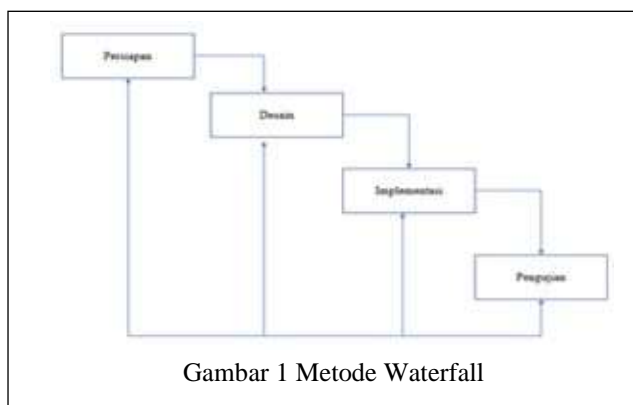 Persiapan
Desain
Implementasi
Pengujian
Gambar 1 Metode Waterfall